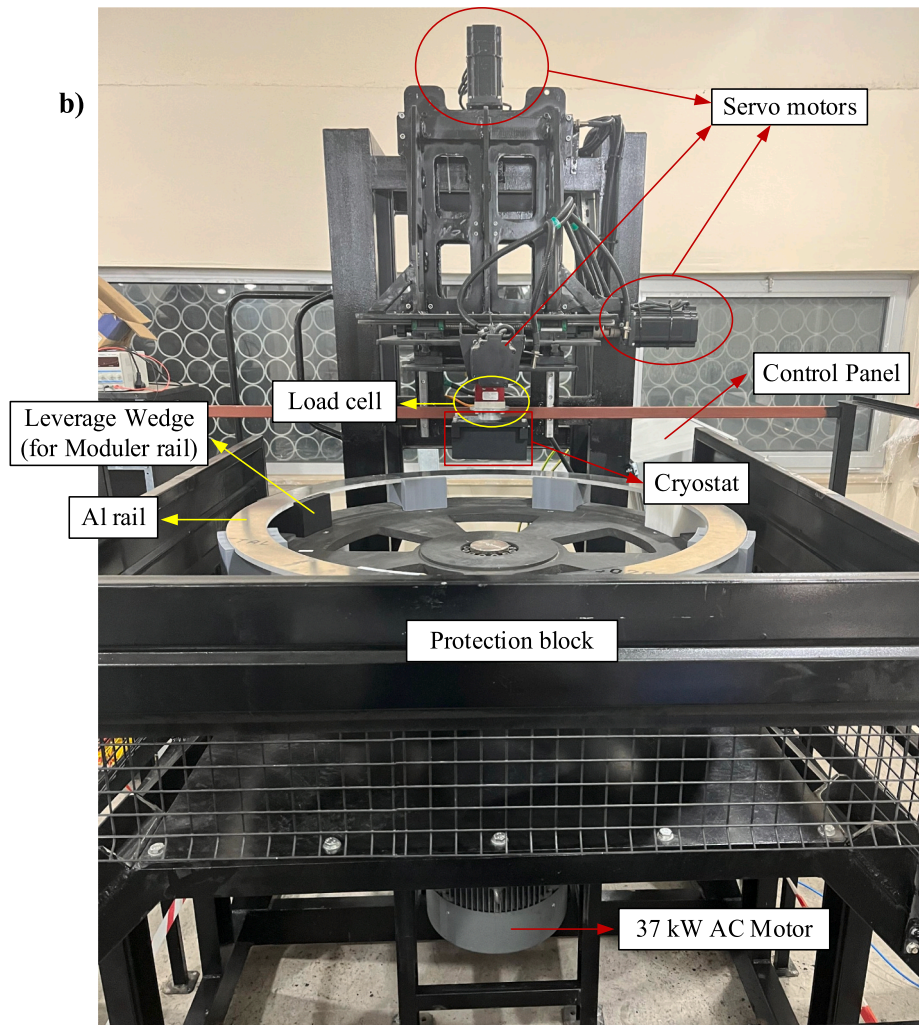 b)
Servo motors
Control Panel
Load cell
Leverage Wedge
(for Moduler rail)
Cryostat
Al rail
Protection block
37 kW AC Motor